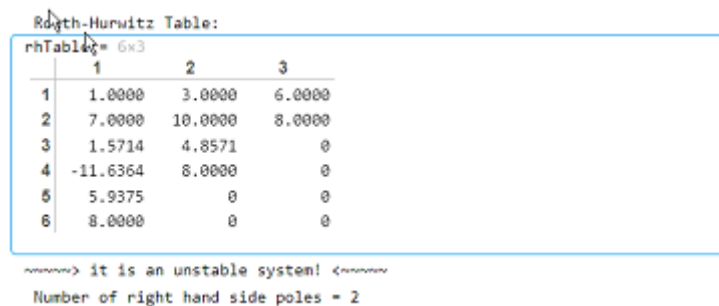 Routh-Hurwitz Table:
rhTable = 6×3
1 2 3
1 1.0000 3.0000 6.0000
2 7.0000 10.0000 8.0000
3 1.5714 4.8571 0
4 -11.6364 8.0000 0
5 5.9375 0 0
6 8.0000 0 0
~~~~~> it is an unstable system! <~~~~~
Number of right hand side poles = 2